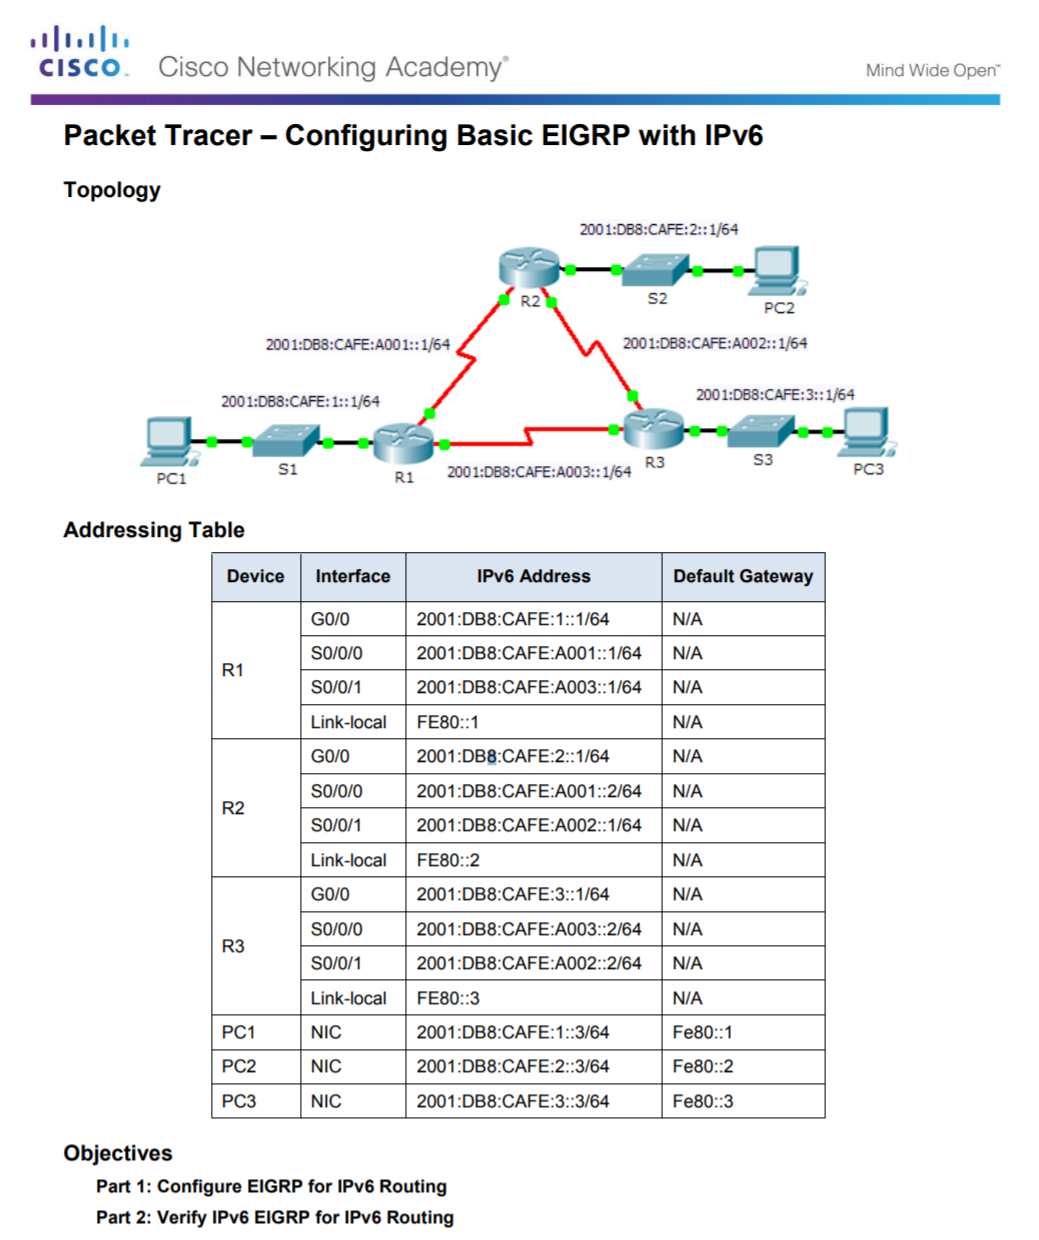 CISCO. Cisco Networking Academy® Mind Wide Open™
Packet Tracer – Configuring Basic EIGRP with IPv6
Topology
2001:DB8:CAFE:2::1/64
R2
S2
PC2
2001:DB8:CAFE:A001::1/64
2001:DB8:CAFE:A002::1/64
2001:DB8:CAFE:1::1/64
2001:DB8:CAFE:3::1/64
PC1
S1
R1
2001:DB8:CAFE:A003::1/64
R3
S3
PC3
Addressing Table
Device Interface IPv6 Address Default Gateway
R1
G0/0 2001:DB8:CAFE:1::1/64 N/A
S0/0/0 2001:DB8:CAFE:A001::1/64 N/A
S0/0/1 2001:DB8:CAFE:A003::1/64 N/A
Link-local FE80::1 N/A
R2
G0/0 2001:DB8:CAFE:2::1/64 N/A
S0/0/0 2001:DB8:CAFE:A001::2/64 N/A
S0/0/1 2001:DB8:CAFE:A002::1/64 N/A
Link-local FE80::2 N/A
R3
G0/0 2001:DB8:CAFE:3::1/64 N/A
S0/0/0 2001:DB8:CAFE:A003::2/64 N/A
S0/0/1 2001:DB8:CAFE:A002::2/64 N/A
Link-local FE80::3 N/A
PC1 NIC 2001:DB8:CAFE:1::3/64 Fe80::1
PC2 NIC 2001:DB8:CAFE:2::3/64 Fe80::2
PC3 NIC 2001:DB8:CAFE:3::3/64 Fe80::3
Objectives
Part 1: Configure EIGRP for IPv6 Routing
Part 2: Verify IPv6 EIGRP for IPv6 Routing